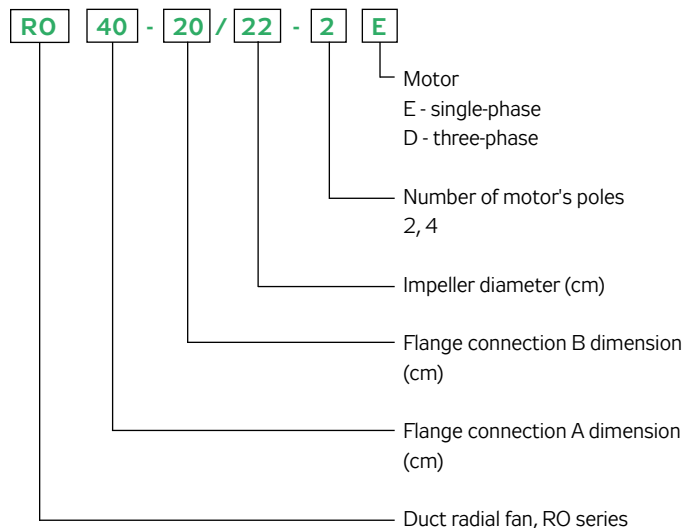 RO 40 - 20 / 22 - 2 E
Motor
E - single-phase
D - three-phase
Number of motor's poles
2, 4
Impeller diameter (cm)
Flange connection B dimension
(cm)
Flange connection A dimension
(cm)
Duct radial fan, RO series